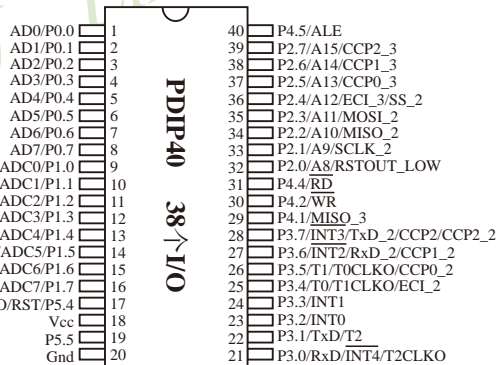 AD0/P0.0 1
AD1/P0.1 2
AD2/P0.2 3
AD3/P0.3 4
AD4/P0.4 5
AD5/P0.5 6
AD6/P0.6 7
AD7/P0.7 8
ADC0/P1.0 9
ADC1/P1.1 10
ADC2/P1.2 11
ADC3/P1.3 12
ADC4/P1.4 13
/ADC5/P1.5 14
ADC6/P1.6 15
ADC7/P1.7 16
O/RST/P5.4 17
Vcc 18
P5.5 19
Gnd 20
PDIP40 38个I/O
40 P4.5/ALE
39 P2.7/A15/CCP2_3
38 P2.6/A14/CCP1_3
37 P2.5/A13/CCP0_3
36 P2.4/A12/ECI_3/SS_2
35 P2.3/A11/MOSI_2
34 P2.2/A10/MISO_2
33 P2.1/A9/SCLK_2
32 P2.0/A8/RSTOUT_LOW
31 P4.4/RD
30 P4.2/WR
29 P4.1/MISO_3
28 P3.7/INT3/TxD_2/CCP2/CCP2_2
27 P3.6/INT2/RxD_2/CCP1_2
26 P3.5/T1/T0CLKO/CCP0_2
25 P3.4/T0/T1CLKO/ECI_2
24 P3.3/INT1
23 P3.2/INT0
22 P3.1/TxD/T2
21 P3.0/RxD/INT4/T2CLKO